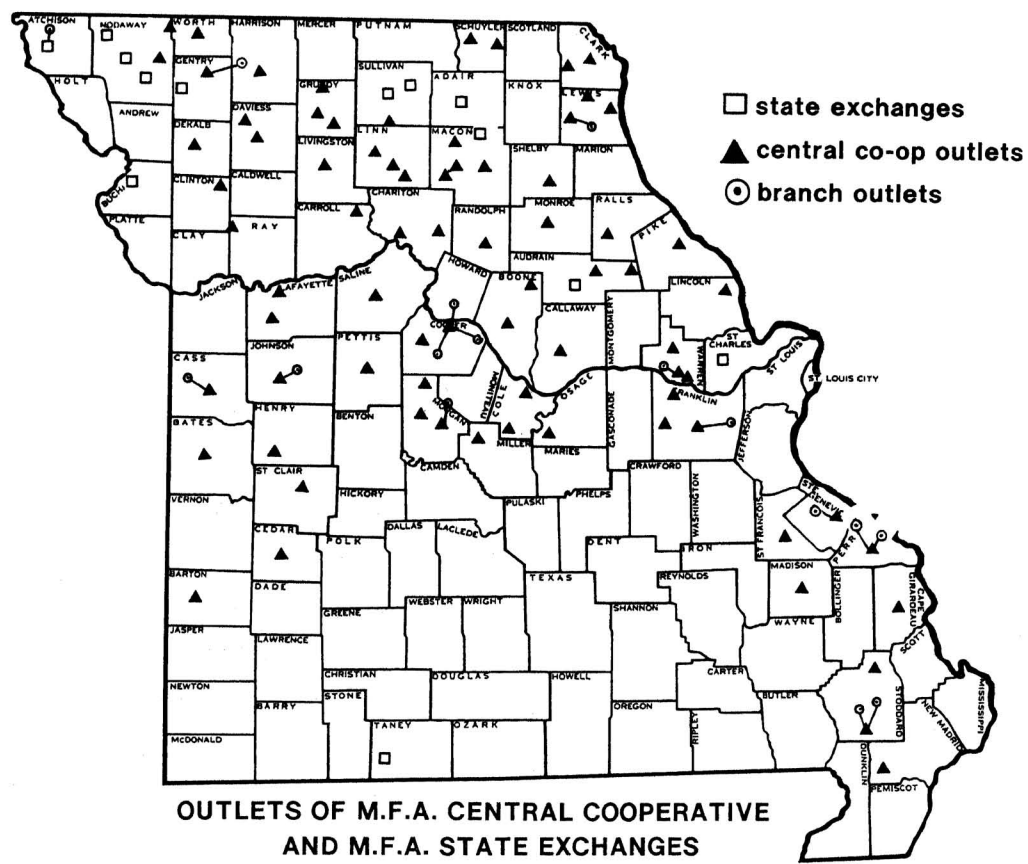 ATCHISON
NODAWAY
WORTH
HARRISON
MERCER
PUTNAM
SCHUYLER
SCOTLAND
CLARK
GENTRY
SULLIVAN
ADAIR
HOLT
GRUNDY
KNOX
LEWIS
ANDREW
DAVIESS
DEKALB
LINN
MACON
LIVINGSTON
SHELBY
MARION
BUCH.
CLINTON
CALDWELL
CHARITON
PLATTE
CARROLL
RANDOLPH
MONROE
RALLS
CLAY
RAY
PIKE
AUDRAIN
HOWARD
BOONE
JACKSON
LAFAYETTE
SALINE
LINCOLN
CALLAWAY
MONTGOMERY
COOPER
PETTIS
JOHNSON
CASS
WARREN
ST CHARLES
ST LOUIS
ST LOUIS CITY
MONITEAU
COLE
OSAGE
GASCONADE
FRANKLIN
JEFFERSON
HENRY
BENTON
MORGAN
BATES
MILLER
MARIES
ST CLAIR
CAMDEN
CRAWFORD
WASHINGTON
HICKORY
VERNON
PULASKI
PHELPS
STE GENEVIE
ST FRANCOIS
PERR
CEDAR
DALLAS
LACLEDE
POLK
DENT
IRON
BARTON
TEXAS
REYNOLDS
MADISON
DADE
BOLLINGER
CAPE GIRARDEAU
GREENE
WEBSTER
WRIGHT
SHANNON
WAYNE
JASPER
LAWRENCE
SCOTT
CHRISTIAN
DOUGLAS
HOWELL
CARTER
NEWTON
STONE
BUTLER
STODDARD
MISSISSIPPI
BARRY
OREGON
RIPLEY
NEW MADRID
TANEY
OZARK
McDONALD
DUNKLIN
PEMISCOT
state exchanges
central co-op outlets
branch outlets
OUTLETS OF M.F.A. CENTRAL COOPERATIVE
AND M.F.A. STATE EXCHANGES